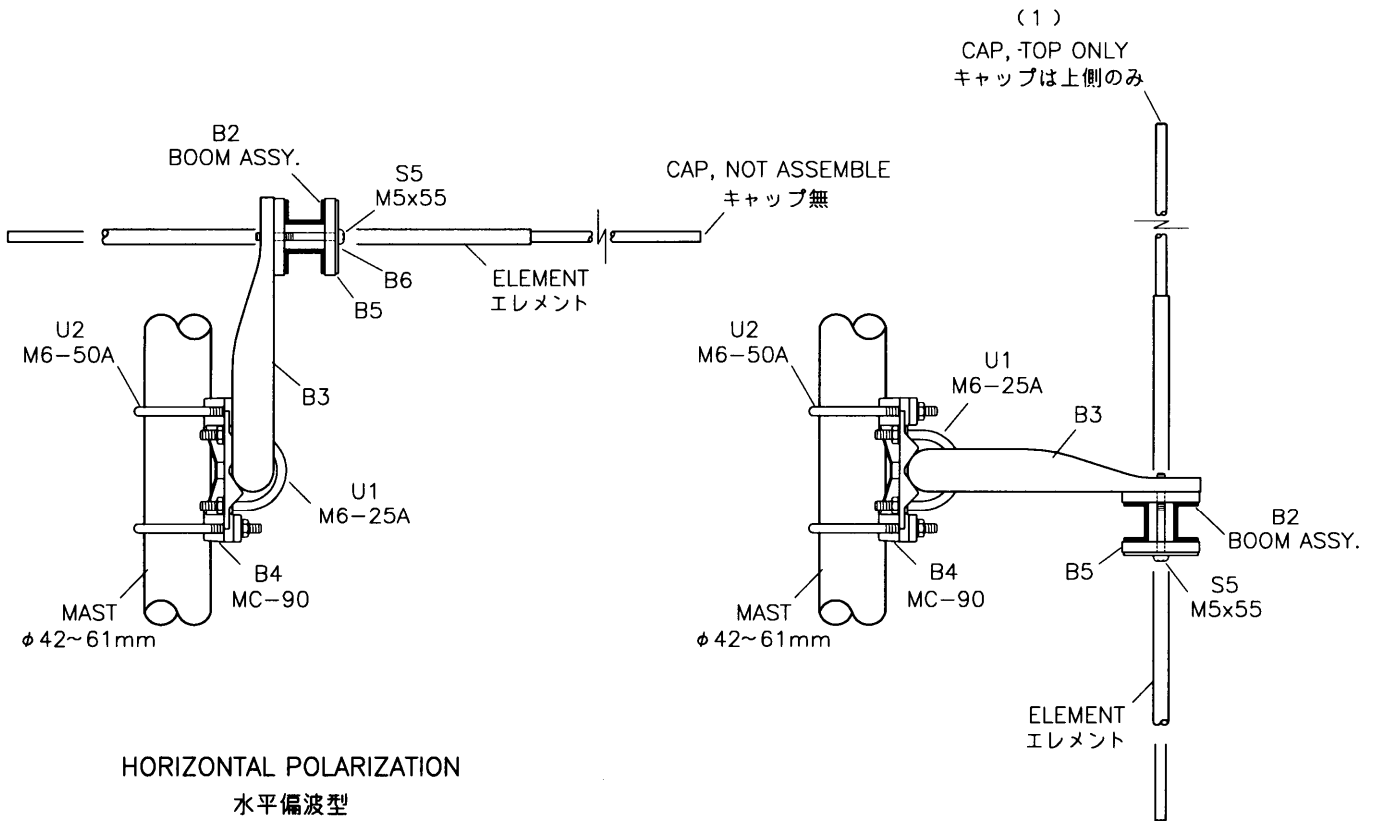 (1)
CAP, TOP ONLY
キャップは上側のみ
B2
BOOM ASSY.
S5
M5x55
CAP, NOT ASSEMBLE
キャップ無
B6
B5
ELEMENT
エレメント
U2
M6-50A
B3
U1
M6-25A
B4
MC-90
MAST
φ42~61mm
HORIZONTAL POLARIZATION
水平偏波型
U2
M6-50A
U1
M6-25A
B3
B2
BOOM ASSY.
B5
S5
M5x55
B4
MC-90
MAST
φ42~61mm
ELEMENT
エレメント